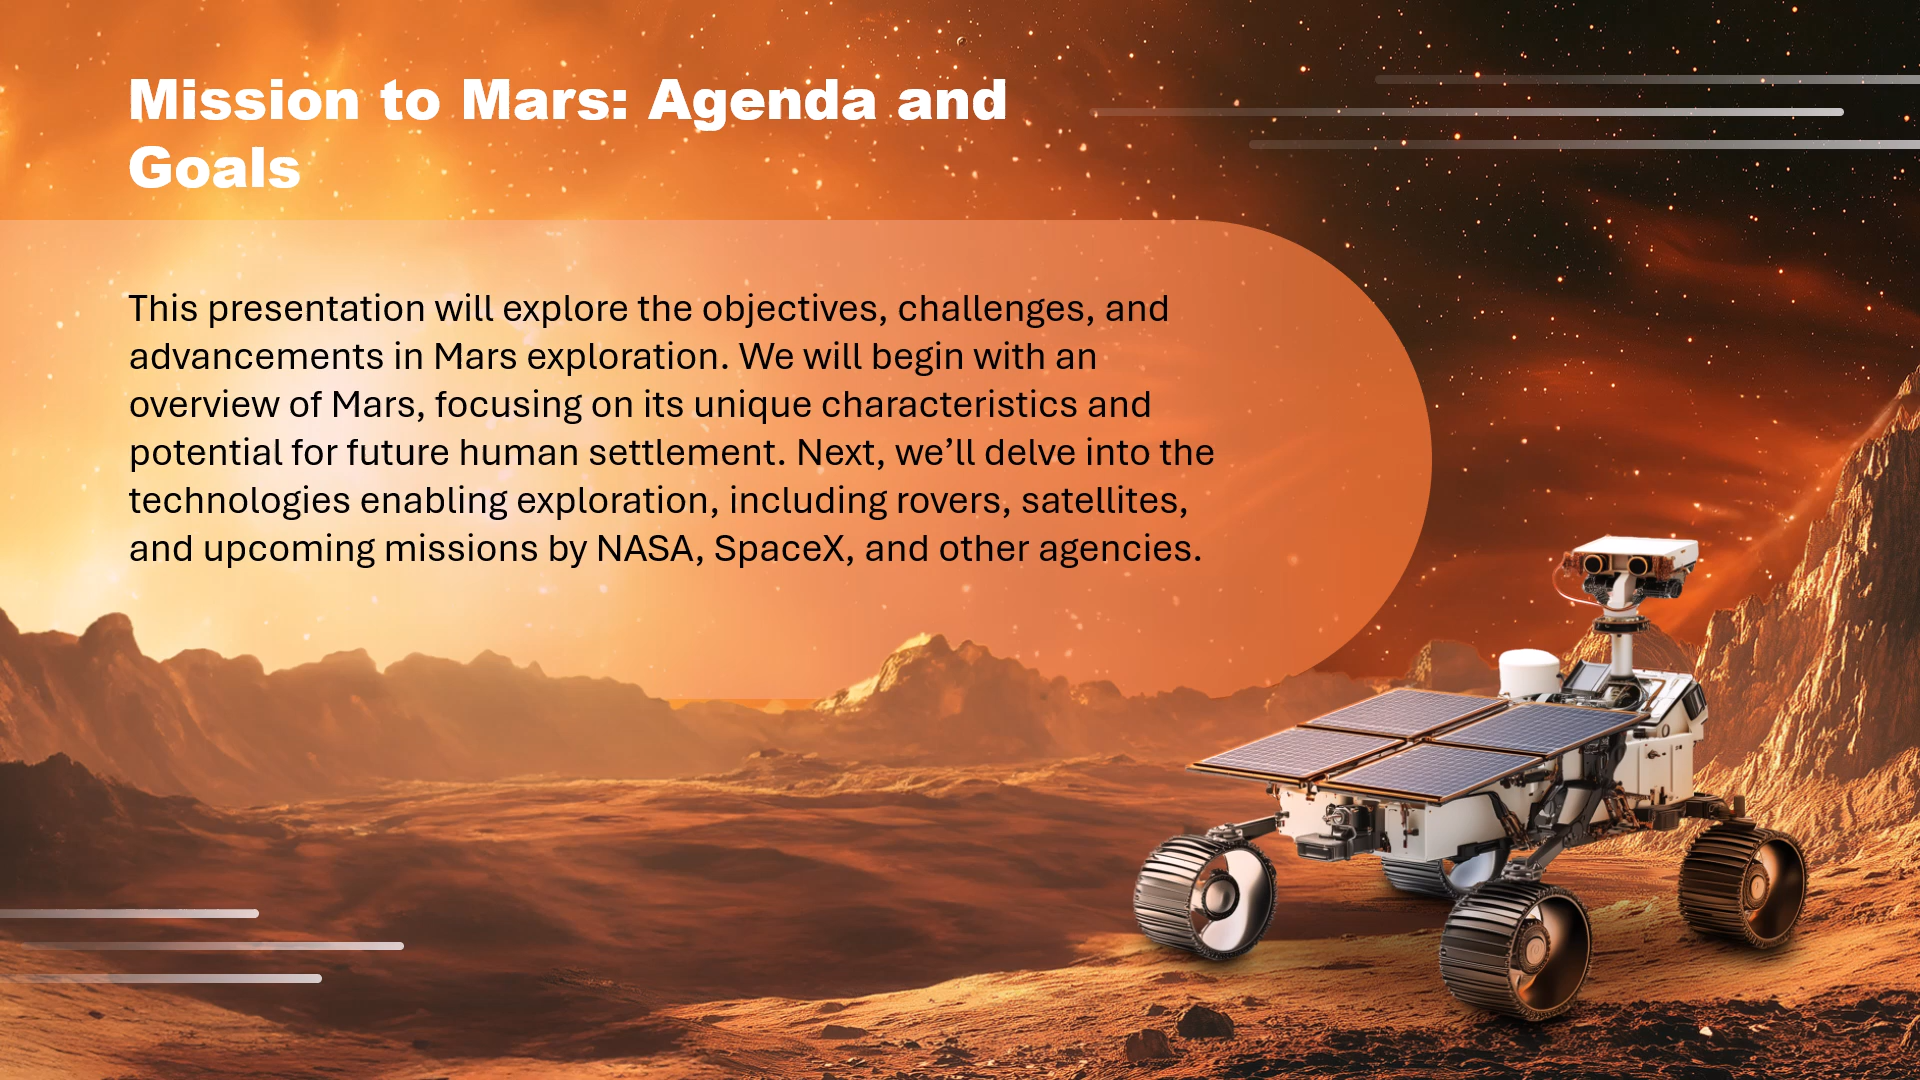 Mission to Mars: Agenda and
Goals
This presentation will explore the objectives, challenges, and
advancements in Mars exploration. We will begin with an
overview of Mars, focusing on its unique characteristics and
potential for future human settlement. Next, we’ll delve into the
technologies enabling exploration, including rovers, satellites,
and upcoming missions by NASA, SpaceX, and other agencies.